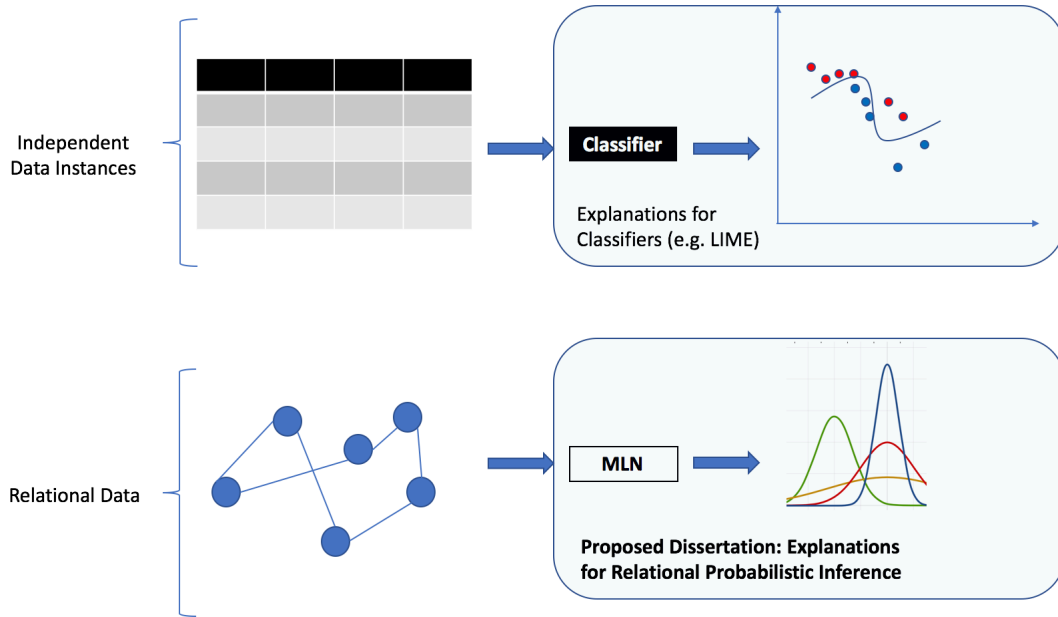 Independent
Data Instances
Classifier
Explanations for
Classifiers (e.g. LIME)
Relational Data
MLN
Proposed Dissertation: Explanations
for Relational Probabilistic Inference